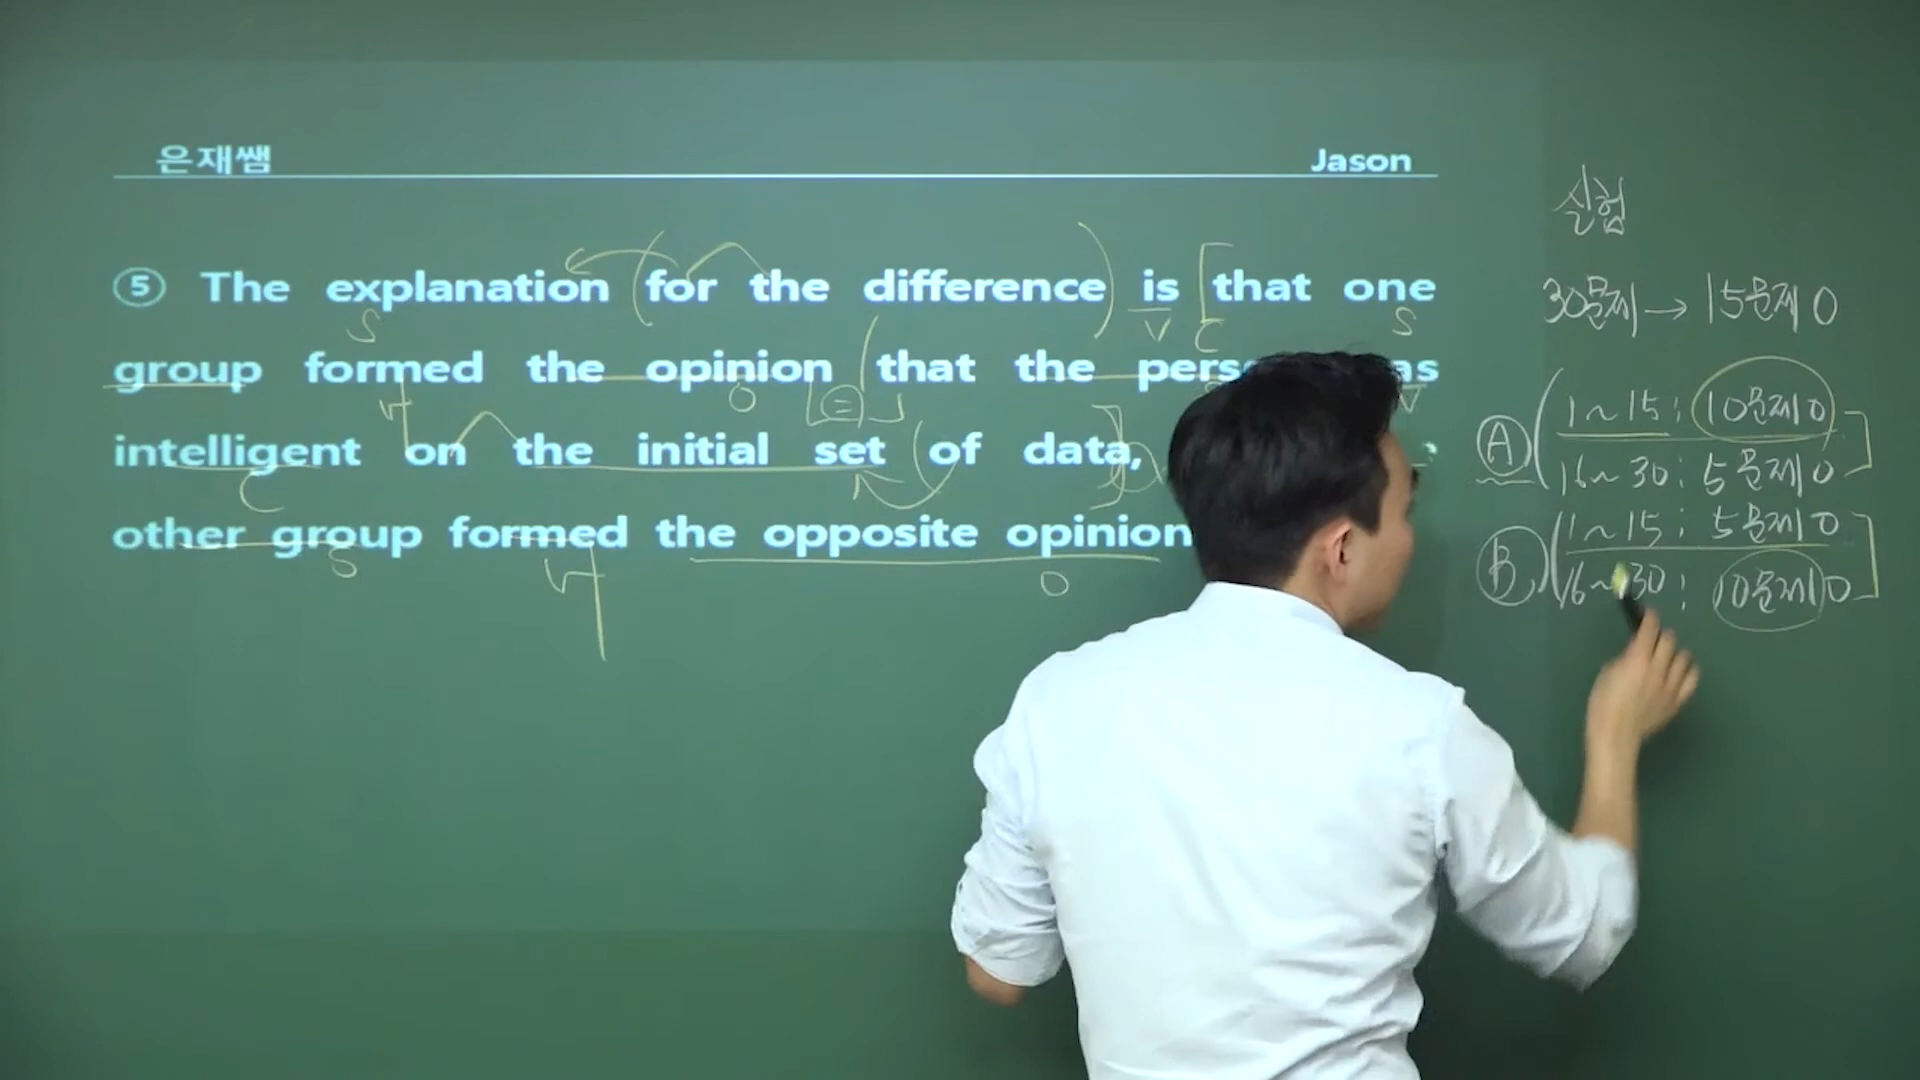 은재쌤 Jason
⑤ The explanation for the difference is that one
group formed the opinion that the as
intelligent on the initial set of data,
other group formed the opposite opinion
S V C S
O = V
C
S V O
실험
30문제 → 15문제 O
A 1~15 : 10문제 O
16~30 : 5문제 O
B 1~15 : 5문제 O
16~30 : 10문제 O